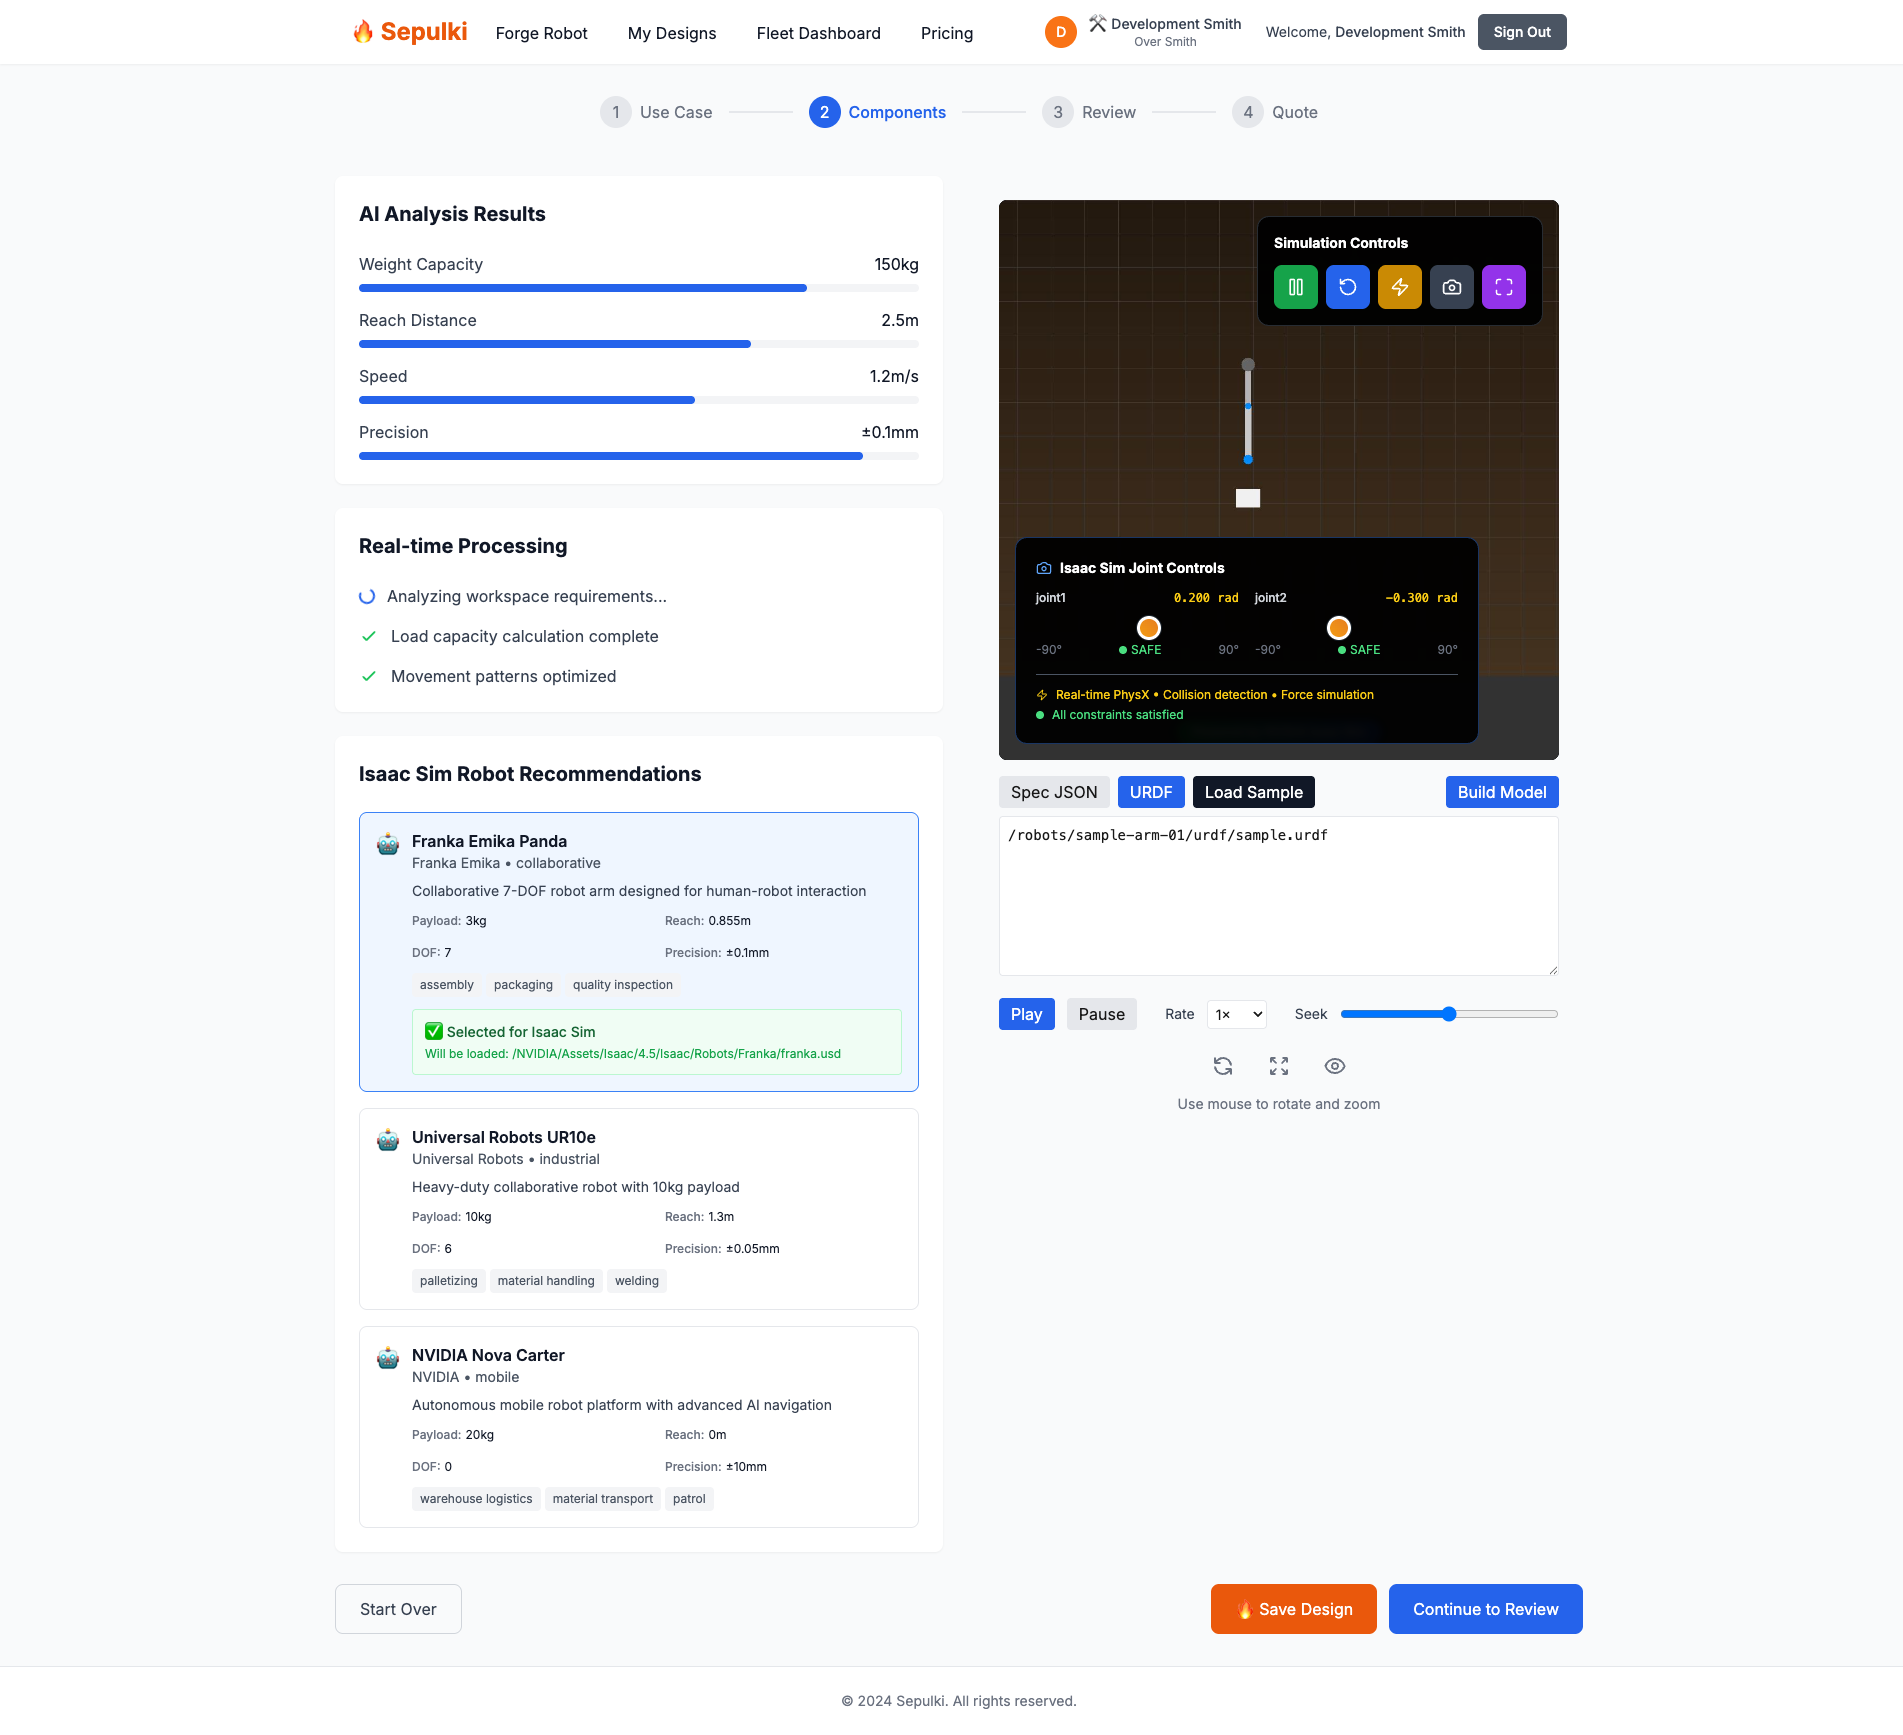 🔥 Sepulki
Forge Robot
My Designs
Fleet Dashboard
Pricing
D
⚒️ Development Smith
Over Smith
Welcome, Development Smith
Sign Out
1 Use Case
2 Components
3 Review
4 Quote
AI Analysis Results
Weight Capacity 150kg
Reach Distance 2.5m
Speed 1.2m/s
Precision ±0.1mm
Real-time Processing
Analyzing workspace requirements...
Load capacity calculation complete
Movement patterns optimized
Isaac Sim Robot Recommendations
Franka Emika Panda
Franka Emika • collaborative
Collaborative 7-DOF robot arm designed for human-robot interaction
Payload: 3kg Reach: 0.855m
DOF: 7 Precision: ±0.1mm
assembly packaging quality inspection
✅ Selected for Isaac Sim
Will be loaded: /NVIDIA/Assets/Isaac/4.5/Isaac/Robots/Franka/franka.usd
Universal Robots UR10e
Universal Robots • industrial
Heavy-duty collaborative robot with 10kg payload
Payload: 10kg Reach: 1.3m
DOF: 6 Precision: ±0.05mm
palletizing material handling welding
NVIDIA Nova Carter
NVIDIA • mobile
Autonomous mobile robot platform with advanced AI navigation
Payload: 20kg Reach: 0m
DOF: 0 Precision: ±10mm
warehouse logistics material transport patrol
Simulation Controls
Isaac Sim Joint Controls
joint1 0.200 rad joint2 -0.300 rad
-90° SAFE 90° -90° SAFE 90°
Real-time PhysX • Collision detection • Force simulation
All constraints satisfied
Spec JSON URDF Load Sample Build Model
/robots/sample-arm-01/urdf/sample.urdf
Play Pause Rate 1× Seek
Use mouse to rotate and zoom
Start Over
🔥 Save Design
Continue to Review
© 2024 Sepulki. All rights reserved.